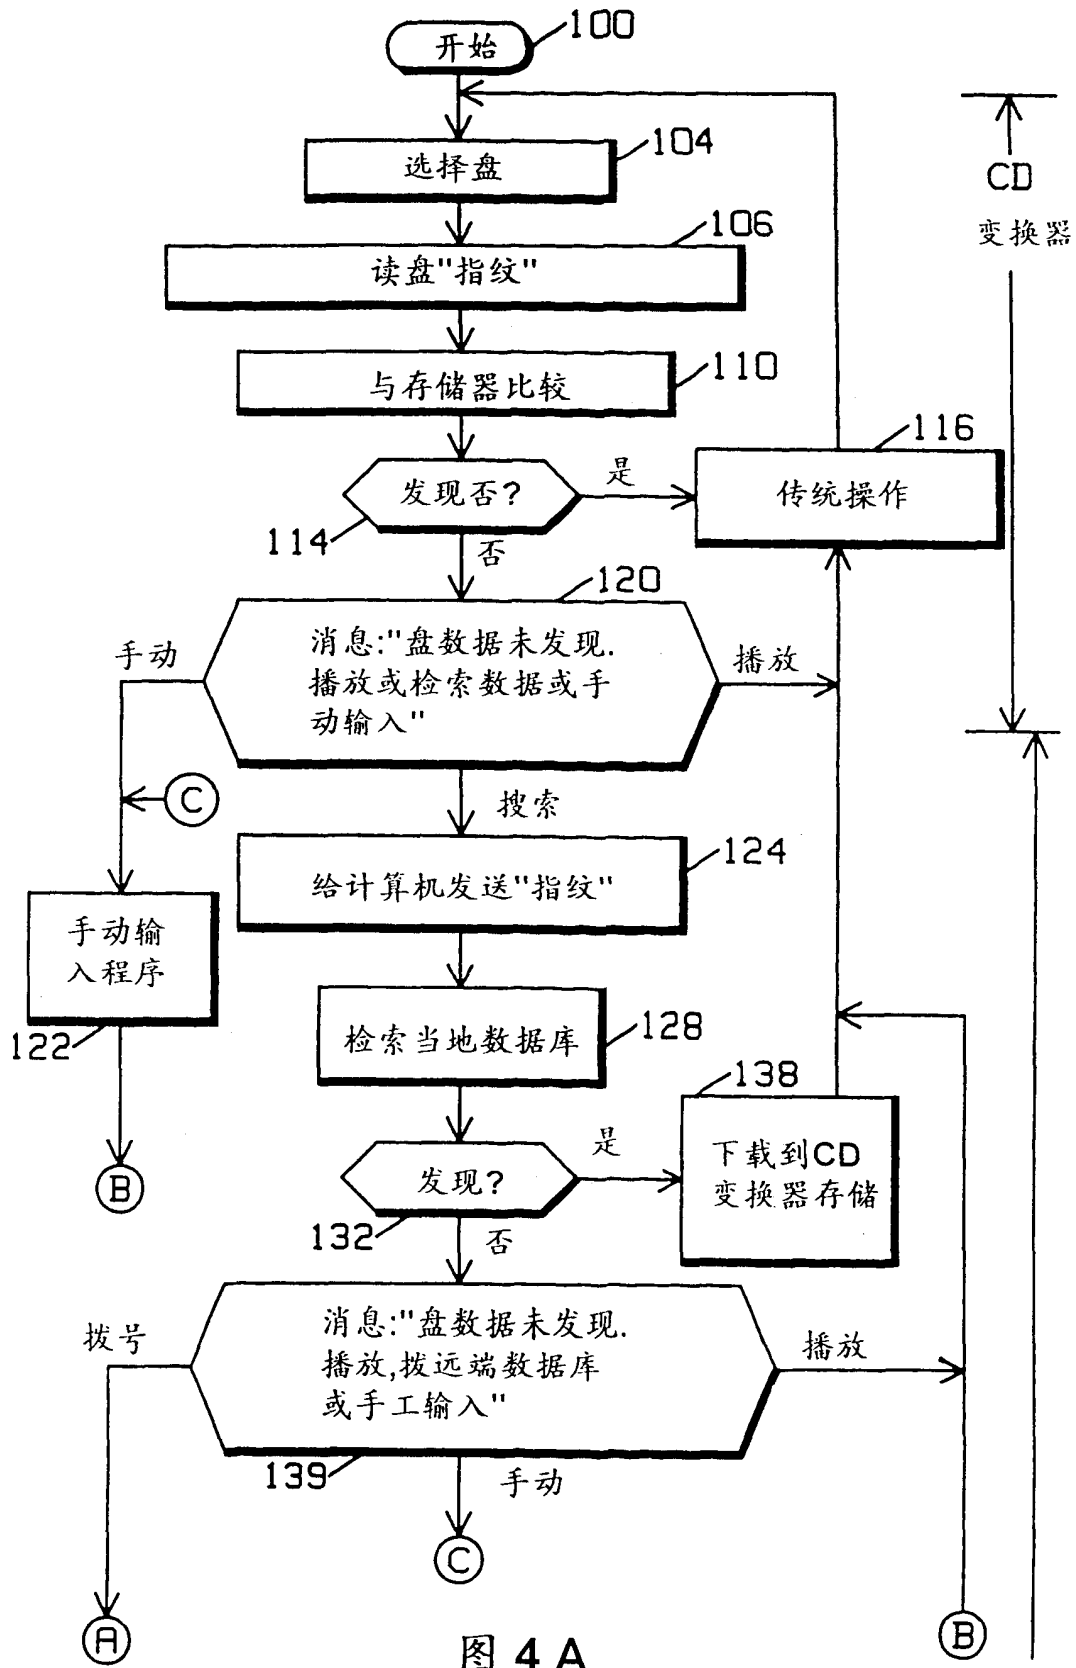 开始
100
选择盘
104
CD
变换器
读盘"指纹"
106
与存储器比较
110
发现否?
114
是
否
传统操作
116
120
消息:"盘数据未发现.
播放或检索数据或手
动输入"
手动
播放
搜索
C
给计算机发送"指纹"
124
手动输
入程序
122
检索当地数据库
128
138
下载到CD
变换器存储
发现?
132
是
否
B
消息:"盘数据未发现.
播放,拨远端数据库
或手工输入"
139
拨号
播放
手动
C
A
B
图 4 A